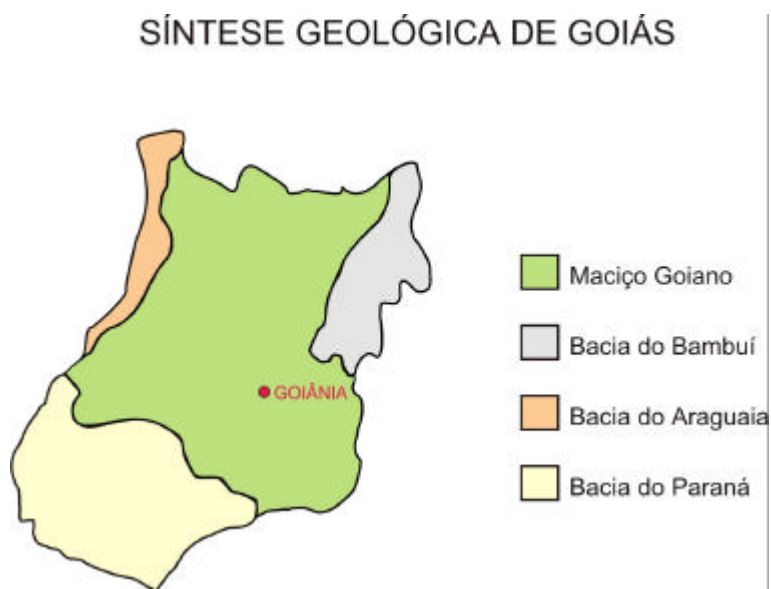 SÍNTESE GEOLÓGICA DE GOIÁS
Maciço Goiano
Bacia do Bambuí
GOIÂNIA
Bacia do Araguaia
Bacia do Paraná